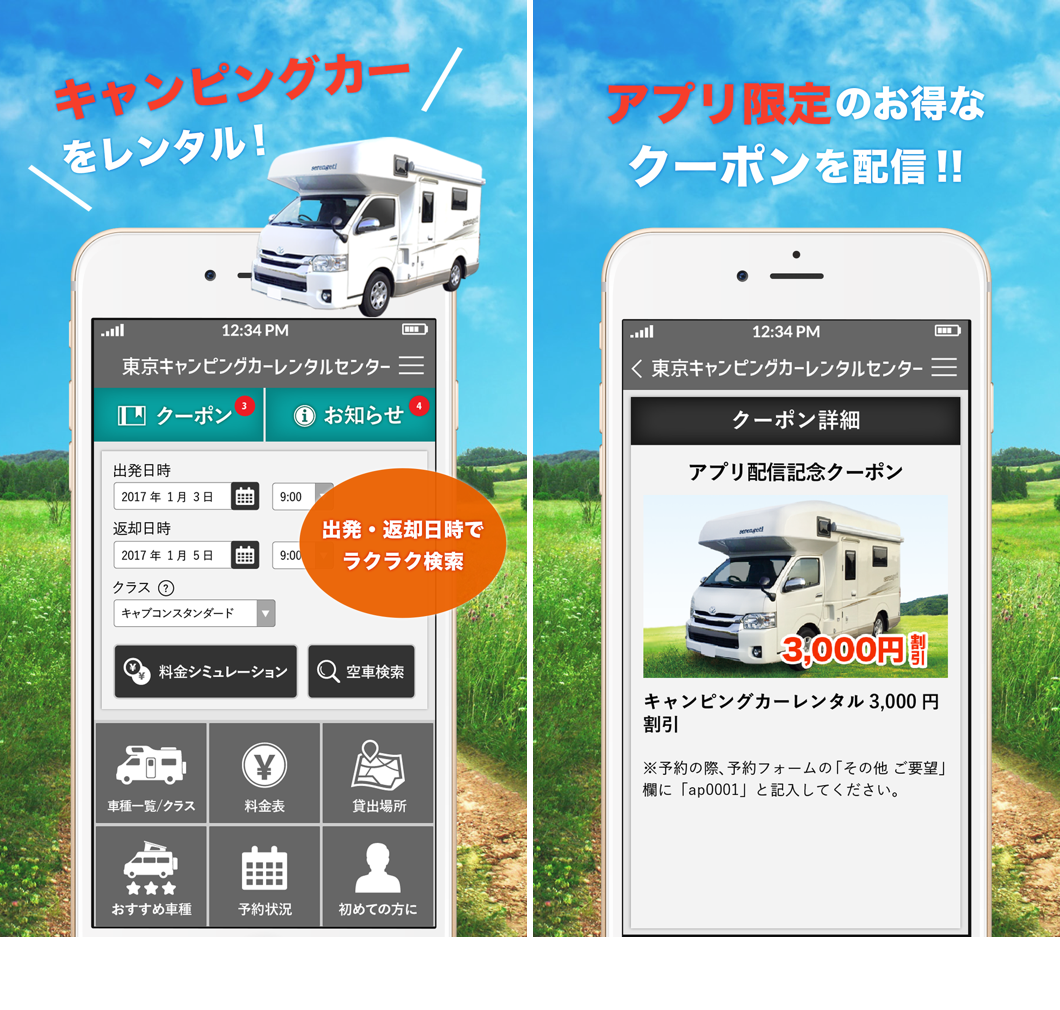 キャンピングカー
をレンタル!
12:34 PM
東京キャンピングカーレンタルセンター
クーポン 3
お知らせ 4
出発日時
2017 年 1 月 3 日 9:00
返却日時
2017 年 1 月 5 日 9:00
出発・返却日時で
ラクラク検索
クラス ?
キャブコンスタンダード
料金シミュレーション
空車検索
車種一覧/クラス
料金表
貸出場所
おすすめ車種
予約状況
初めての方に
アプリ限定のお得な
クーポンを配信!!
12:34 PM
東京キャンピングカーレンタルセンター
クーポン詳細
アプリ配信記念クーポン
3,000円割引
キャンピングカーレンタル 3,000 円
割引
※予約の際、予約フォームの「その他 ご要望」
欄に「ap0001」と記入してください。